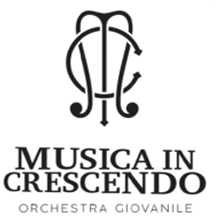 MUSICA IN
CRESCENDO
ORCHESTRA GIOVANILE